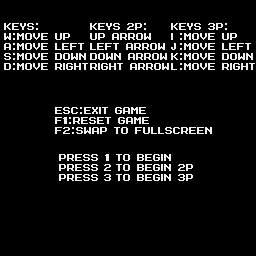 KEYS: KEYS 2P: KEYS 3P:
W:MOVE UP UP ARROW I :MOVE UP
A:MOVE LEFT LEFT ARROW J:MOVE LEFT
S:MOVE DOWN DOWN ARROW K:MOVE DOWN
D:MOVE RIGHT RIGHT ARROW L:MOVE RIGHT
ESC:EXIT GAME
F1:RESET GAME
F2:SWAP TO FULLSCREEN
PRESS 1 TO BEGIN
PRESS 2 TO BEGIN 2P
PRESS 3 TO BEGIN 3P